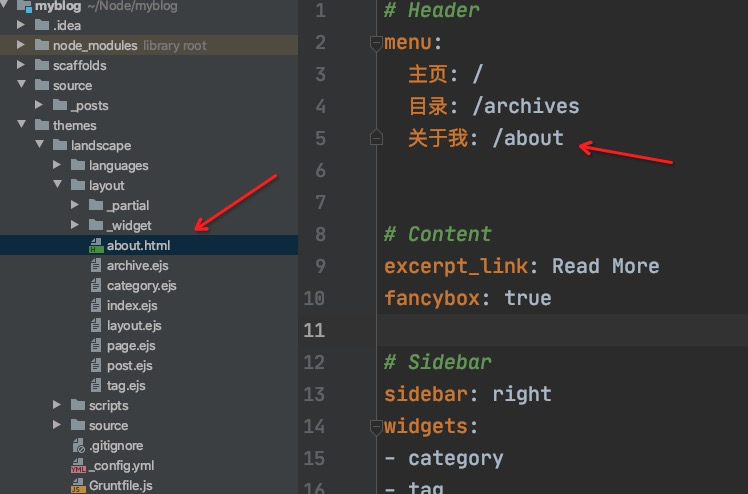 myblog ~/Node/myblog
.idea
node_modules library root
scaffolds
source
_posts
themes
landscape
languages
layout
_partial
_widget
about.html
archive.ejs
category.ejs
index.ejs
layout.ejs
page.ejs
post.ejs
tag.ejs
scripts
source
.gitignore
_config.yml
Gruntfile.js
1 # Header
2 menu:
3 主页: /
4 目录: /archives
5 关于我: /about
6
7
8 # Content
9 excerpt_link: Read More
10 fancybox: true
11
12 # Sidebar
13 sidebar: right
14 widgets:
15 - category
16 - tag